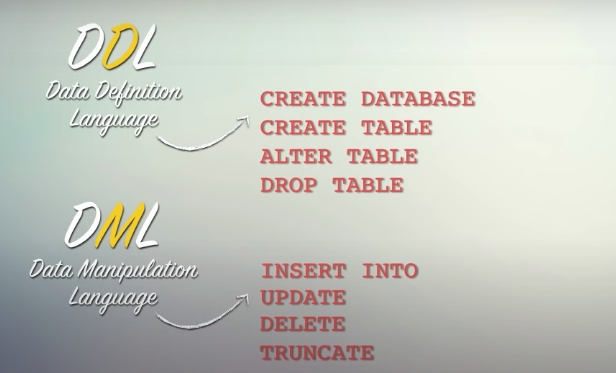 DDL
Data Definition
Language
CREATE DATABASE
CREATE TABLE
ALTER TABLE
DROP TABLE
DML
Data Manipulation
Language
INSERT INTO
UPDATE
DELETE
TRUNCATE